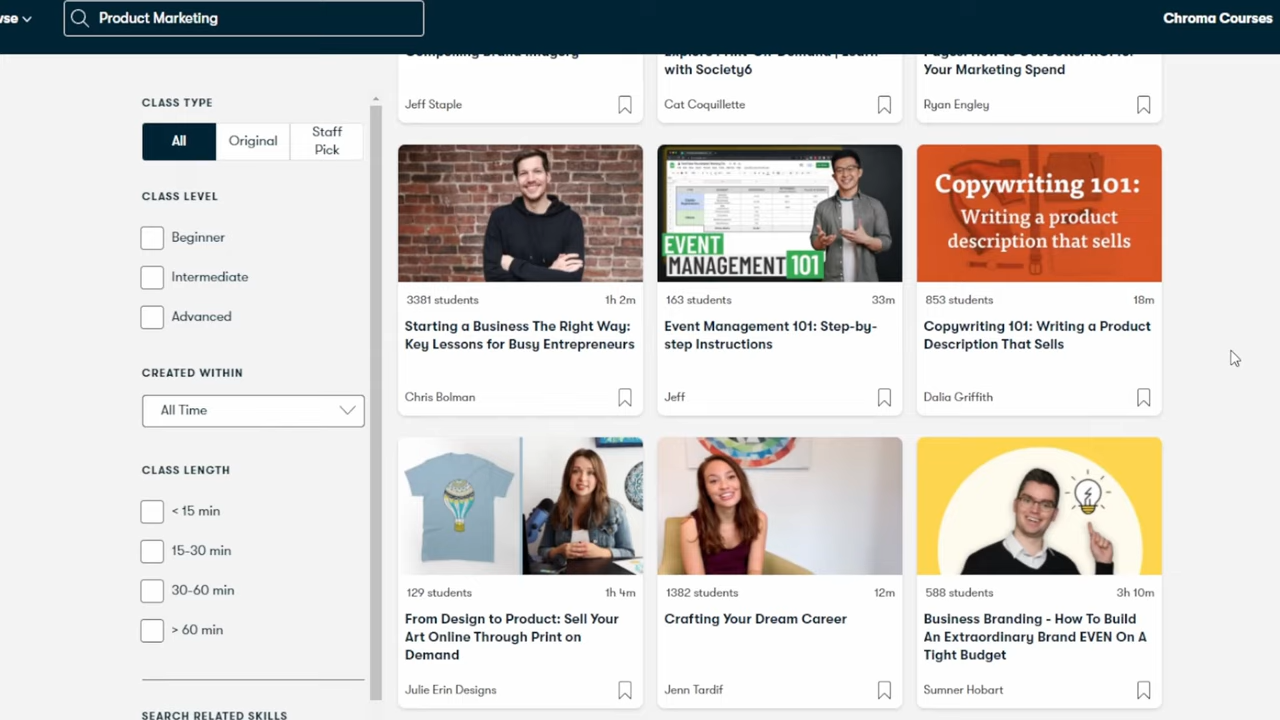 wse
Product Marketing
Chroma Courses
CLASS TYPE
All
Original
Staff
Pick
CLASS LEVEL
Beginner
Intermediate
Advanced
CREATED WITHIN
All Time
CLASS LENGTH
< 15 min
15-30 min
30-60 min
> 60 min
SEARCH RELATED SKILLS
Compelling Brand Imagery
Jeff Staple
with Society6
Cat Coquillette
Your Marketing Spend
Ryan Engley
3381 students 1h 2m
Starting a Business The Right Way:
Key Lessons for Busy Entrepreneurs
Chris Bolman
EVENT
MANAGEMENT 101
163 students 33m
Event Management 101: Step-by-
step Instructions
Jeff
Copywriting 101:
Writing a product
description that sells
853 students 18m
Copywriting 101: Writing a Product
Description That Sells
Dalia Griffith
129 students 1h 4m
From Design to Product: Sell Your
Art Online Through Print on
Demand
Julie Erin Designs
1382 students 12m
Crafting Your Dream Career
Jenn Tardif
588 students 3h 10m
Business Branding - How To Build
An Extraordinary Brand EVEN On A
Tight Budget
Sumner Hobart